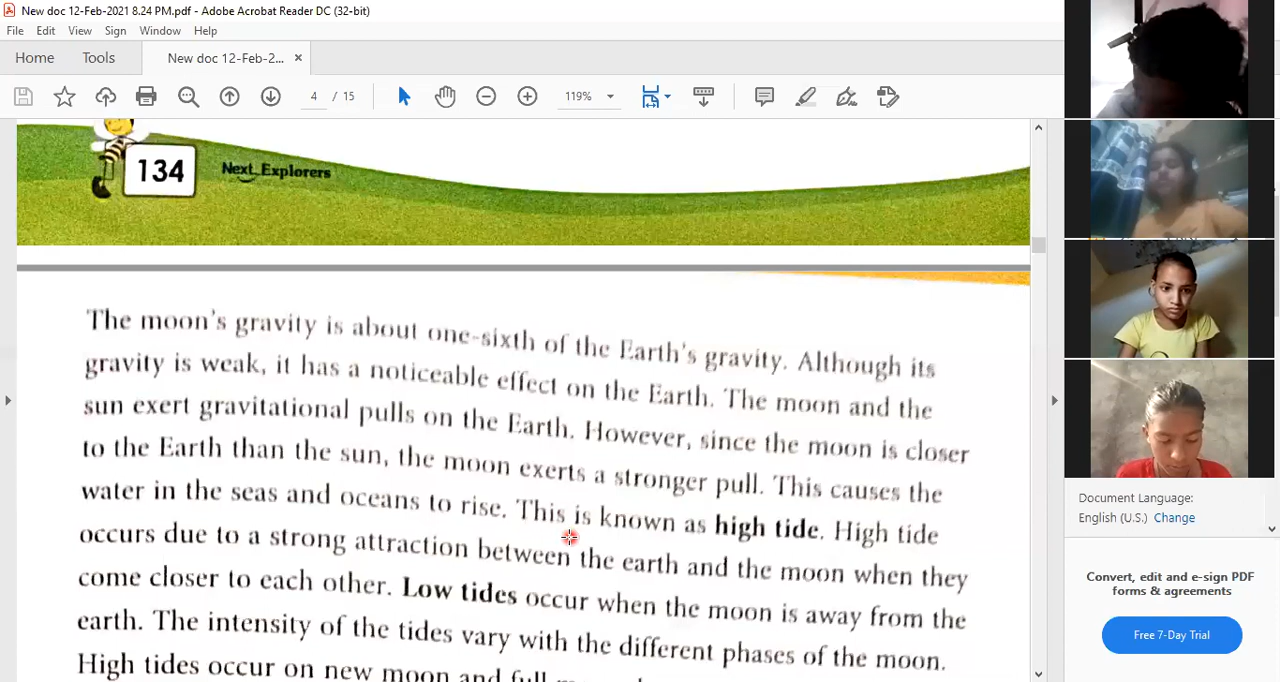 New doc 12-Feb-2021 8.24 PM.pdf - Adobe Acrobat Reader DC (32-bit)
File Edit View Sign Window Help
Home Tools New doc 12-Feb-2... ×
4 / 15 119%
134 Next Explorers
The moon's gravity is about one-sixth of the Earth's gravity. Although its
gravity is weak, it has a noticeable effect on the Earth. The moon and the
sun exert gravitational pulls on the Earth. However, since the moon is closer
to the Earth than the sun, the moon exerts a stronger pull. This causes the
water in the seas and oceans to rise. This is known as high tide. High tide
occurs due to a strong attraction between the earth and the moon when they
come closer to each other. Low tides occur when the moon is away from the
earth. The intensity of the tides vary with the different phases of the moon.
High tides occur on new moon and full
Document Language:
English (U.S.) Change
Convert, edit and e-sign PDF
forms & agreements
Free 7-Day Trial